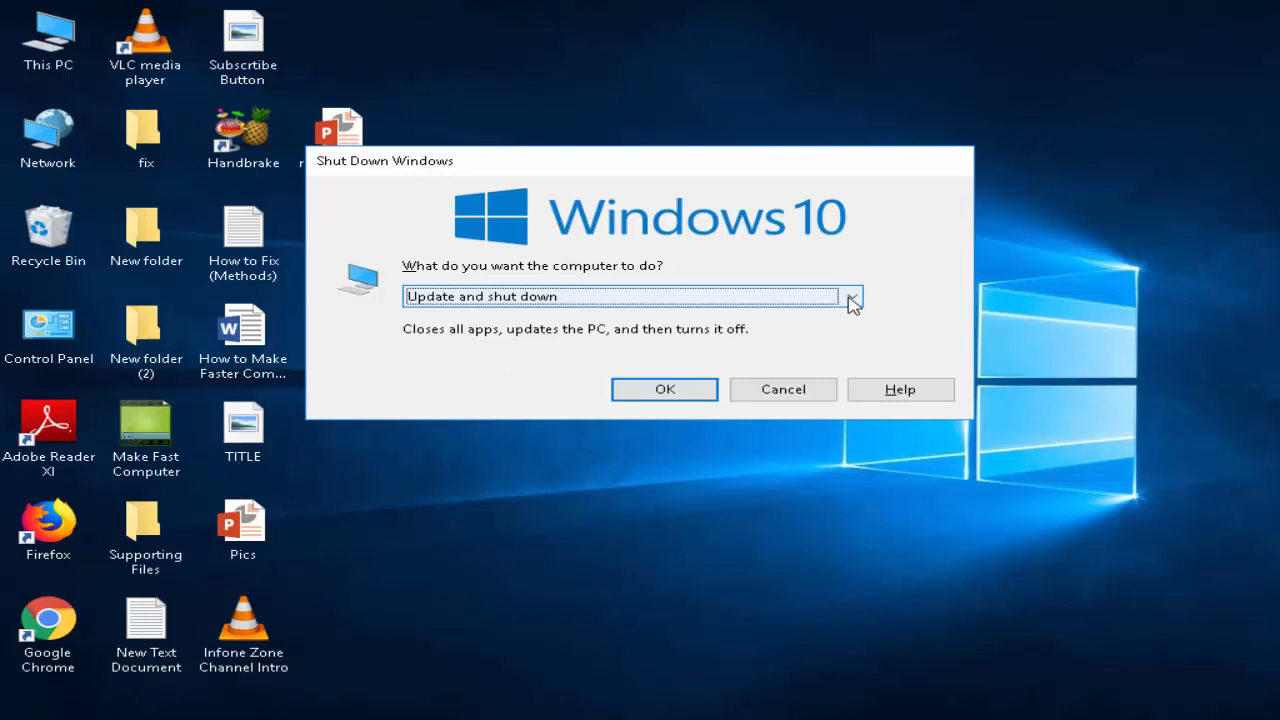 This PC
VLC media
player
Subscrtibe
Button
Network
fix
Handbrake
Recycle Bin
New folder
How to Fix
(Methods)
Control Panel
New folder
(2)
How to Make
Faster Com...
Adobe Reader
XI
Make Fast
Computer
TITLE
Firefox
Supporting
Files
Pics
Google
Chrome
New Text
Document
Infone Zone
Channel Intro
Shut Down Windows
Windows 10
What do you want the computer to do?
Update and shut down
Closes all apps, updates the PC, and then turns it off.
OK
Cancel
Help